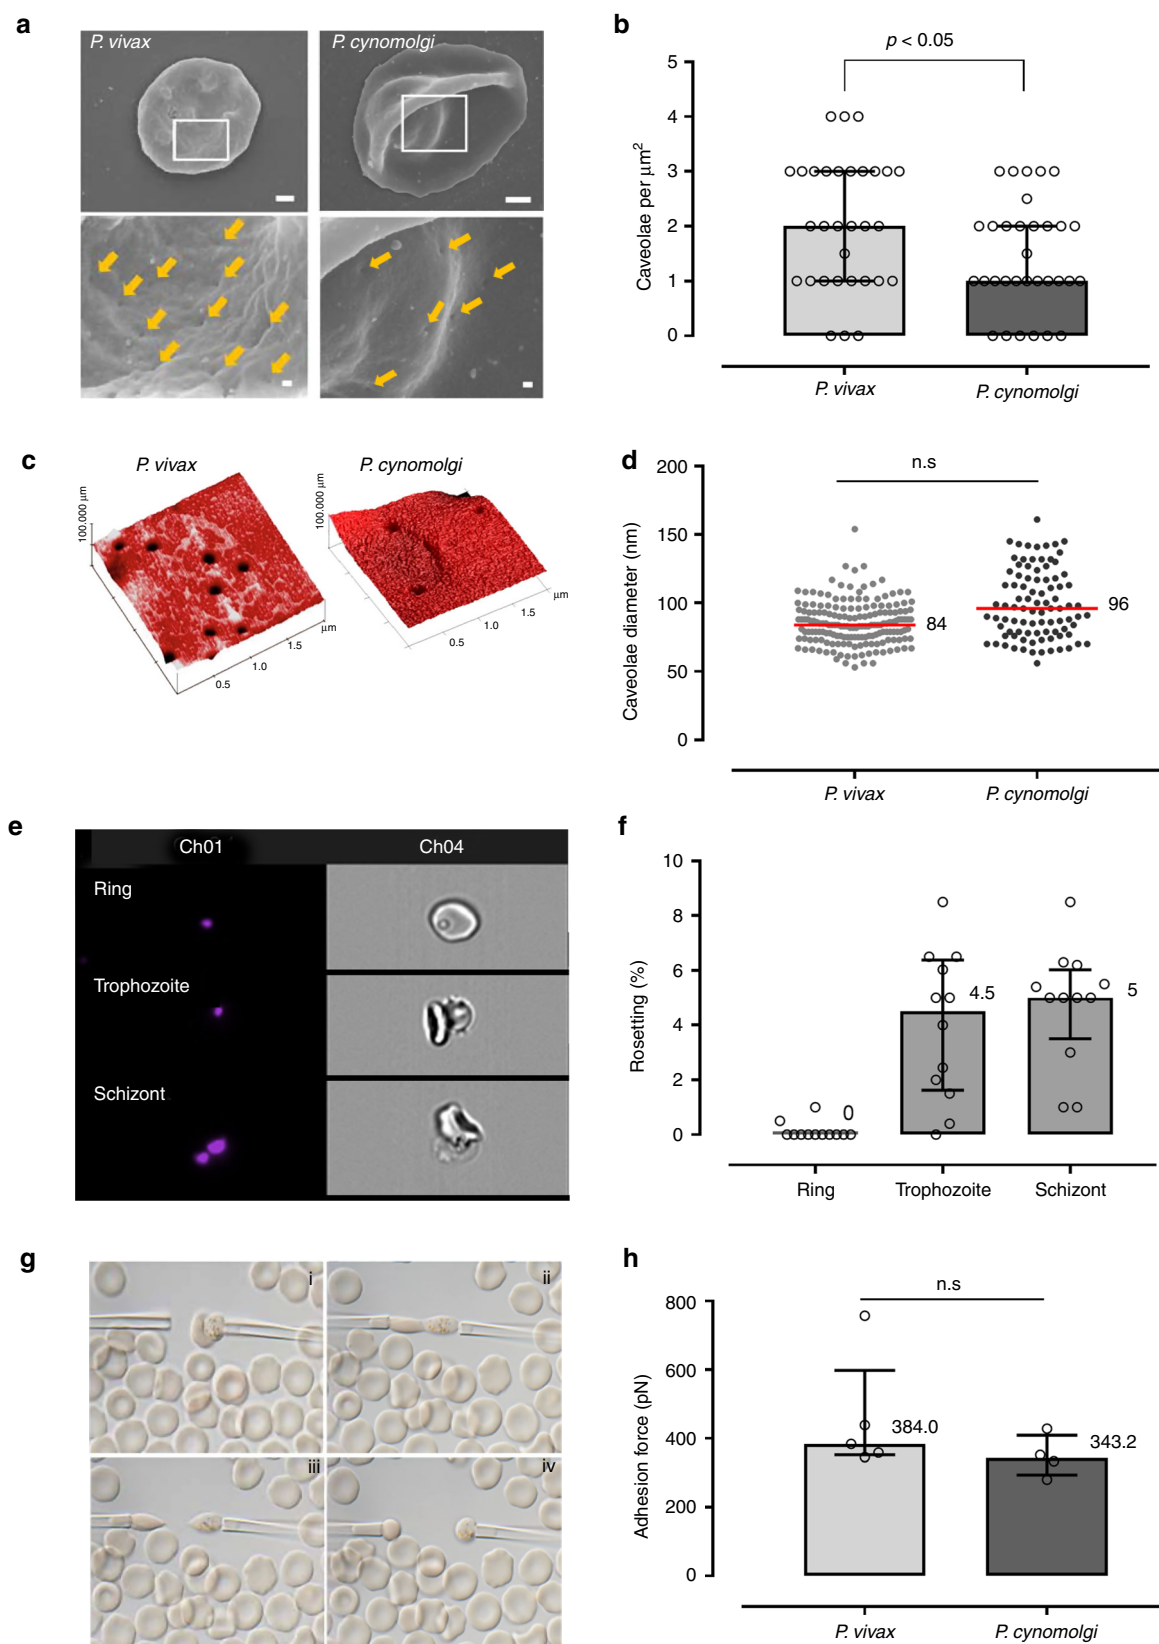 a
P. vivax
P. cynomolgi
b
p < 0.05
Caveolae per μm²
5
4
3
2
1
0
P. vivax
P. cynomolgi
c
P. vivax
P. cynomolgi
100.000 μm
0.5
1.0
1.5
μm
100.000 μm
0.5
1.0
1.5
μm
d
n.s
Caveolae diameter (nm)
200
150
100
50
0
84
96
P. vivax
P. cynomolgi
e
Ch01
Ch04
Ring
Trophozoite
Schizont
f
Rosetting (%)
10
8
6
4
2
0
0
4.5
5
Ring
Trophozoite
Schizont
g
i
ii
iii
iv
h
n.s
Adhesion force (pN)
800
600
400
200
0
384.0
343.2
P. vivax
P. cynomolgi